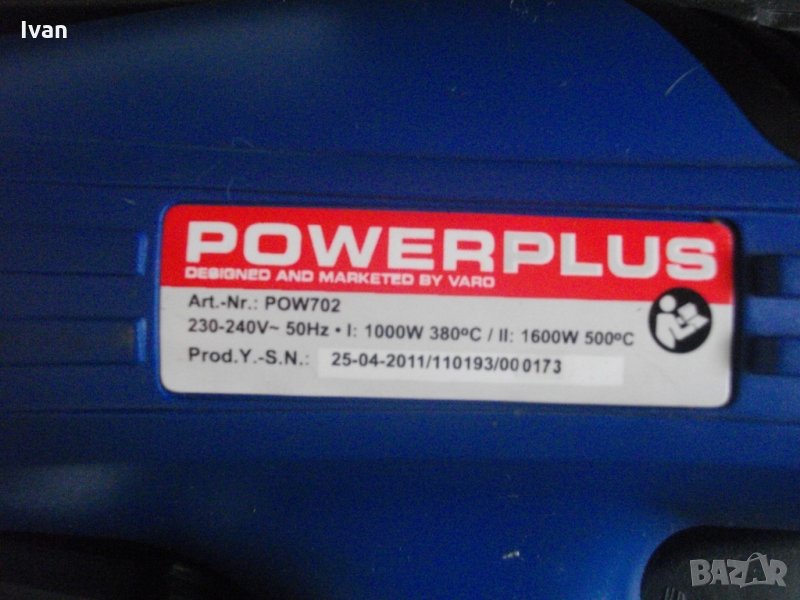 Ivan
POWERPLUS
DESIGNED AND MARKETED BY VARO
Art.-Nr.: POW702
230-240V~ 50Hz • I: 1000W 380ºC / II: 1600W 500ºC
Prod.Y.-S.N.: 25-04-2011/110193/000173
BAZAR